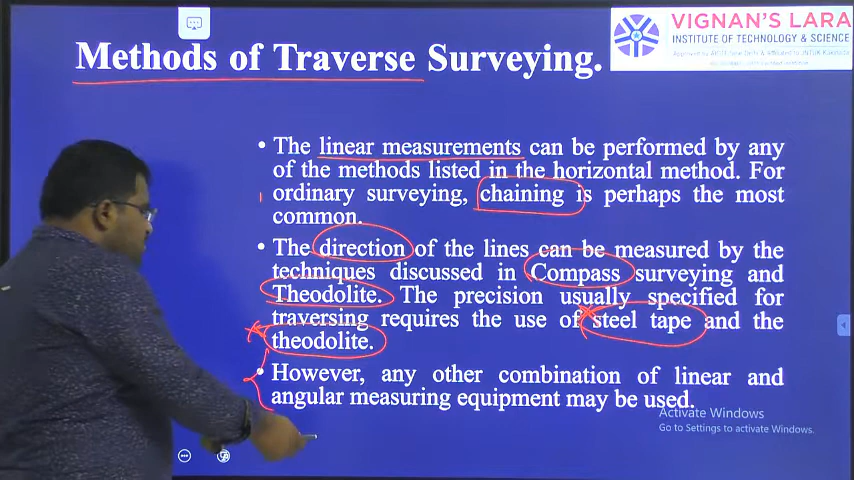 VIGNAN'S LARA
INSTITUTE OF TECHNOLOGY & SCIENCE
Methods of Traverse Surveying.
• The linear measurements can be performed by any
of the methods listed in the horizontal method. For
ordinary surveying, chaining is perhaps the most
common.
• The direction of the lines can be measured by the
techniques discussed in Compass surveying and
Theodolite. The precision usually specified for
traversing requires the use of steel tape and the
theodolite.
• However, any other combination of linear and
angular measuring equipment may be used.
Activate Windows
Go to Settings to activate Windows.